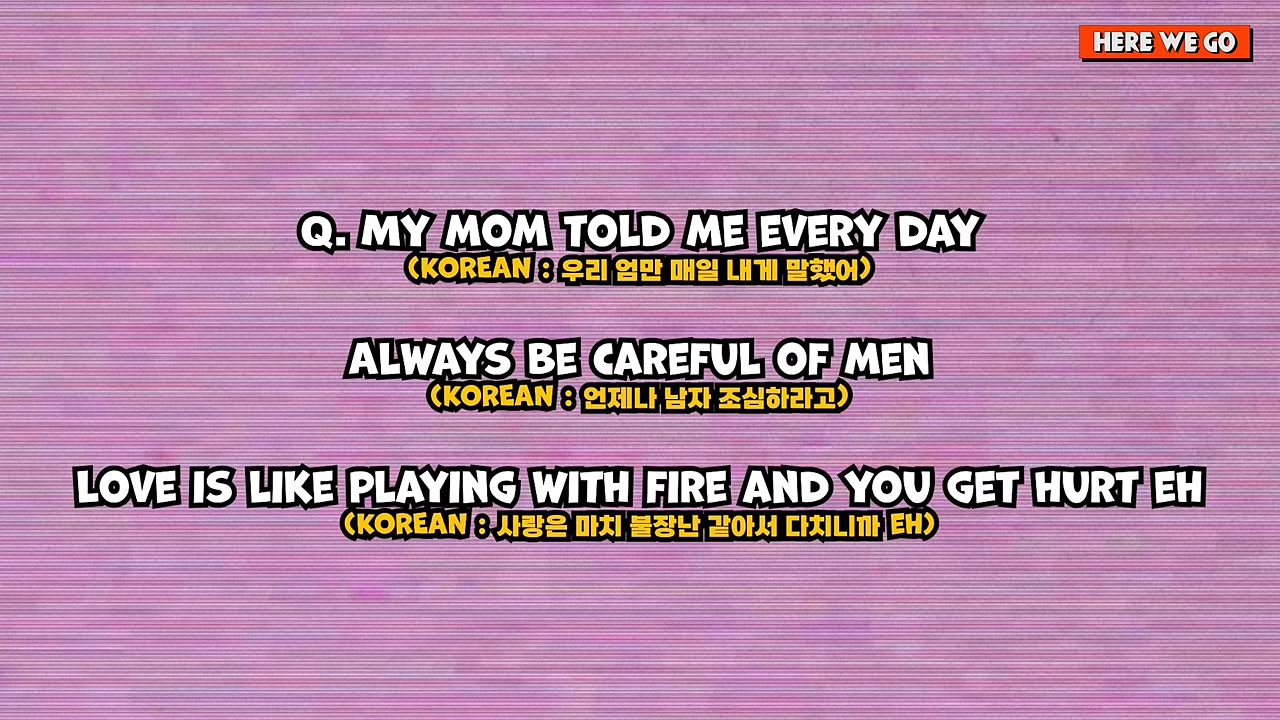 HERE WE GO
Q. MY MOM TOLD ME EVERY DAY
(KOREAN : 우리 엄만 매일 내게 말했어)
ALWAYS BE CAREFUL OF MEN
(KOREAN : 언제나 남자 조심하라고)
LOVE IS LIKE PLAYING WITH FIRE AND YOU GET HURT EH
(KOREAN : 사랑은 마치 불장난 같아서 다치니까 EH)